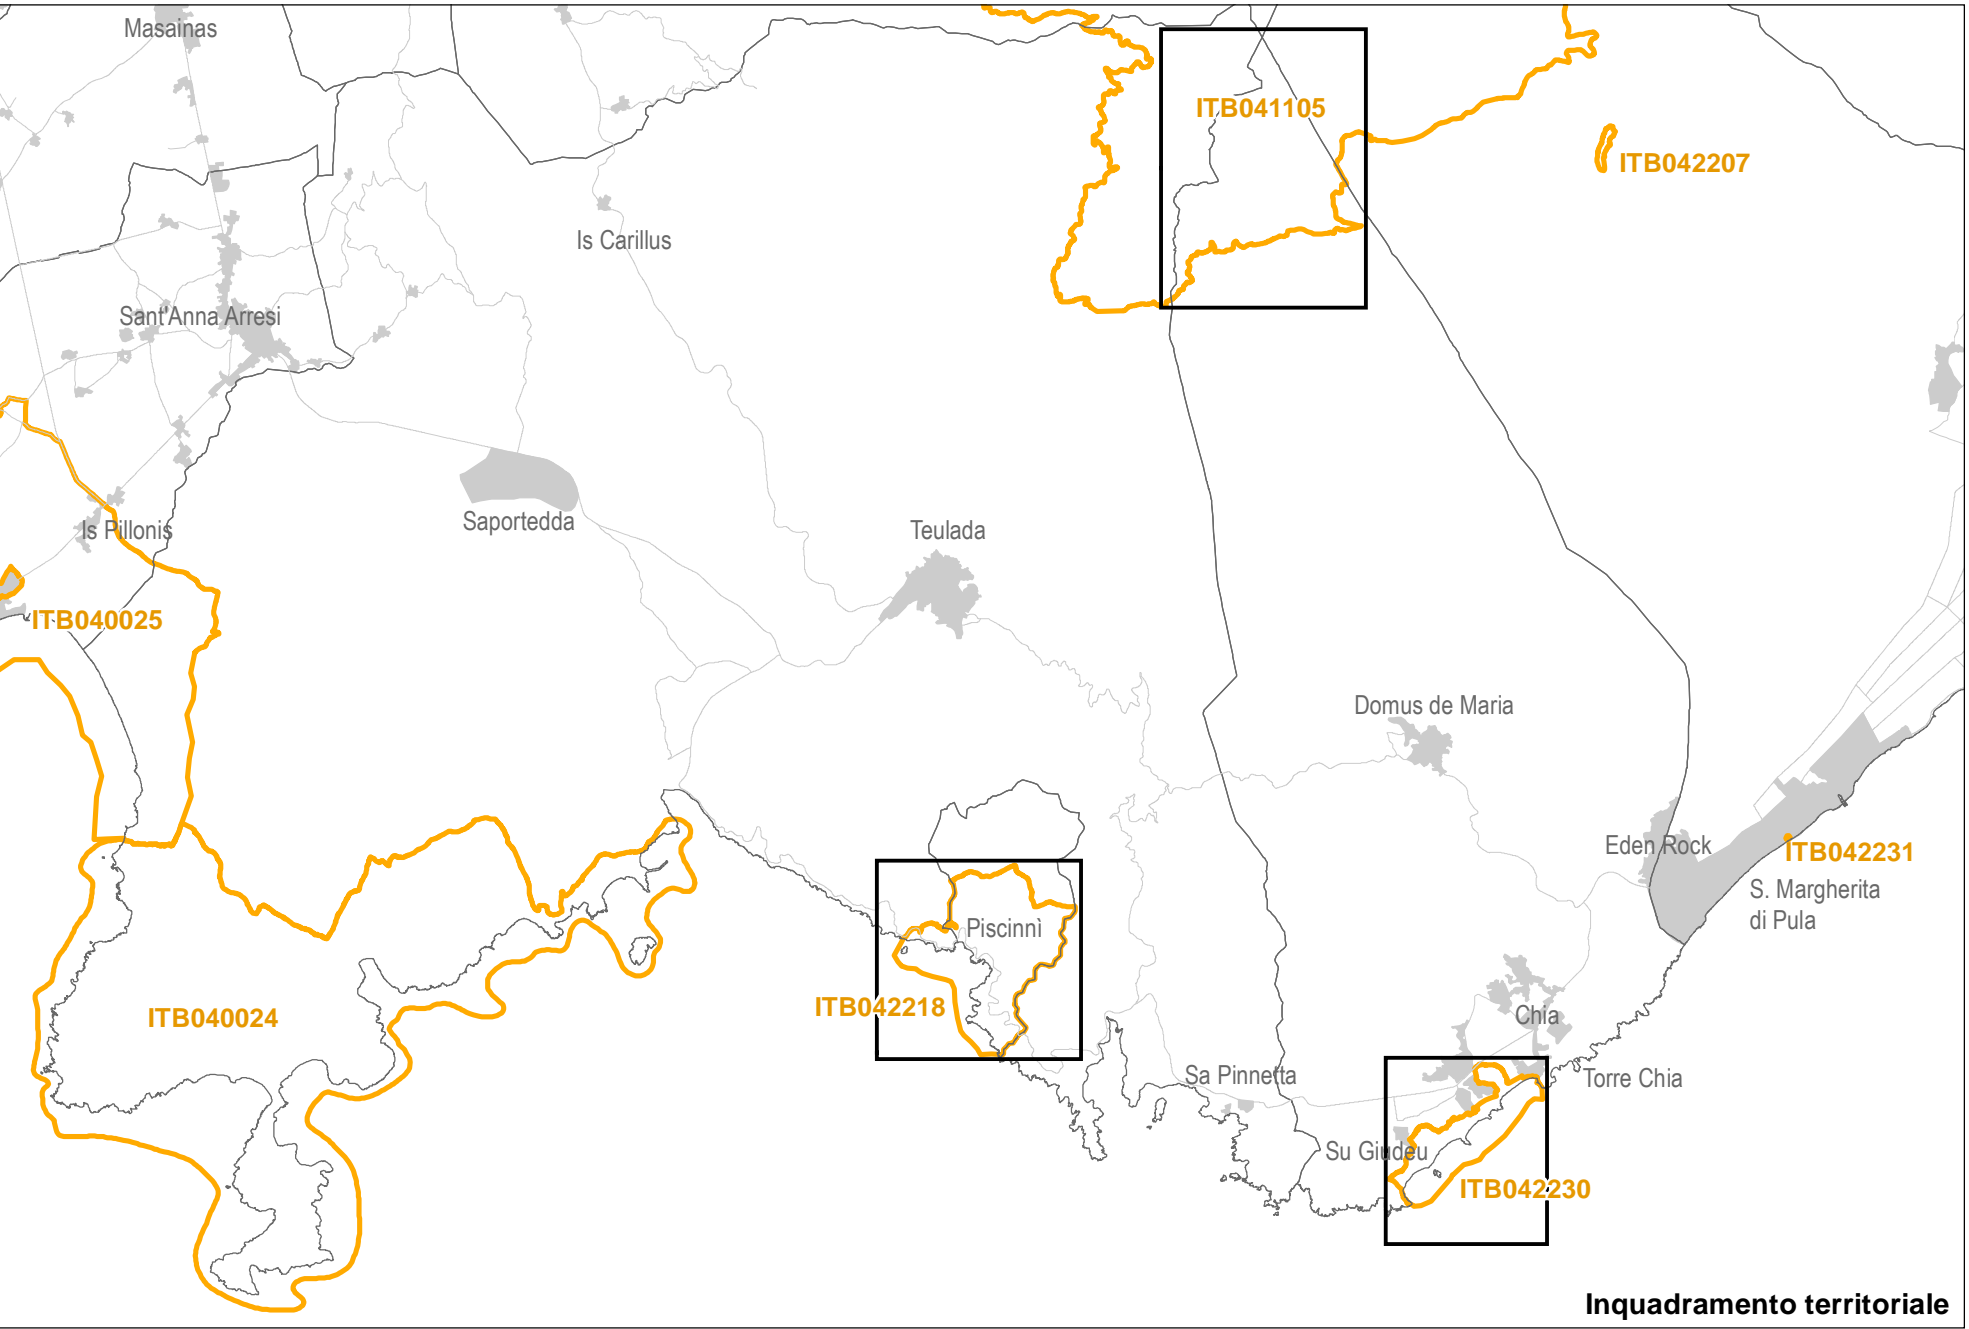 Masainas
ITB041105
ITB042207
Is Carillus
Sant'Anna Arresi
Saportedda
Teulada
Is Pillonis
ITB040025
Domus de Maria
Eden Rock
ITB042231
S. Margherita
di Pula
Piscinnì
ITB042218
ITB040024
Chia
Sa Pinnetta
Torre Chia
Su Giudeu
ITB042230
Inquadramento territoriale